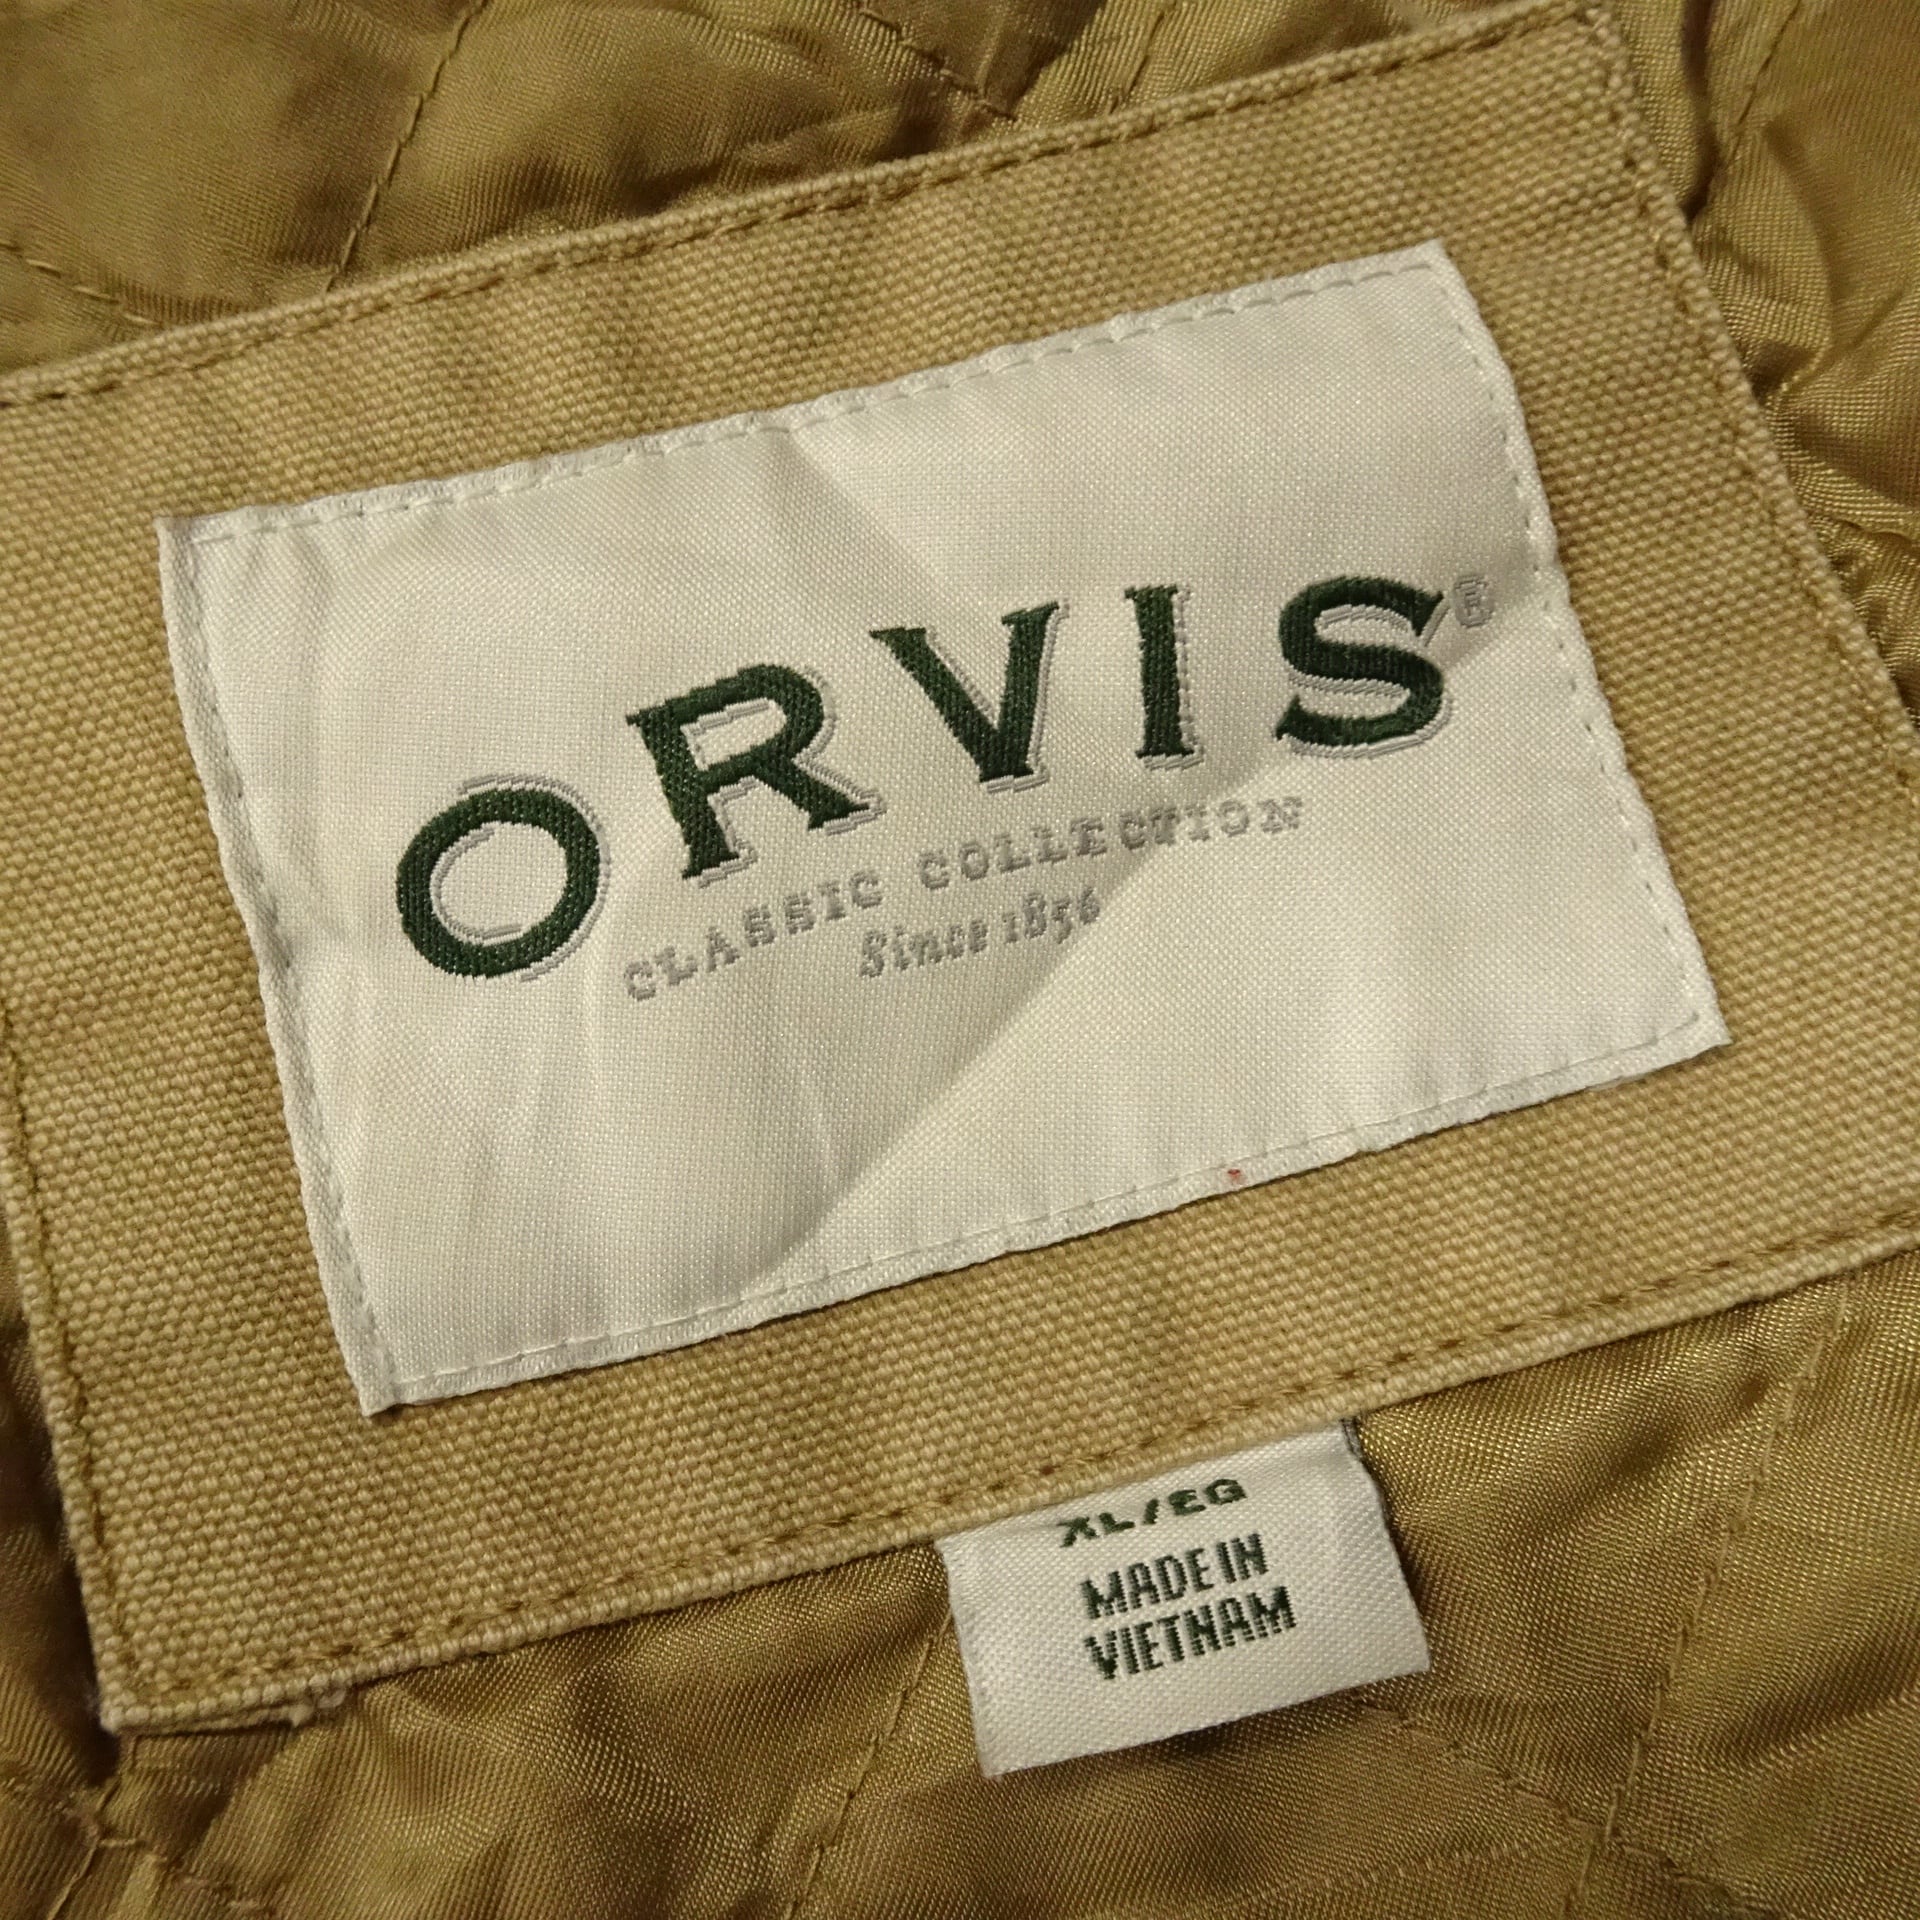 ORVIS®
CLASSIC COLLECTION
Since 1856
XL/EG
MADE IN
VIETNAM